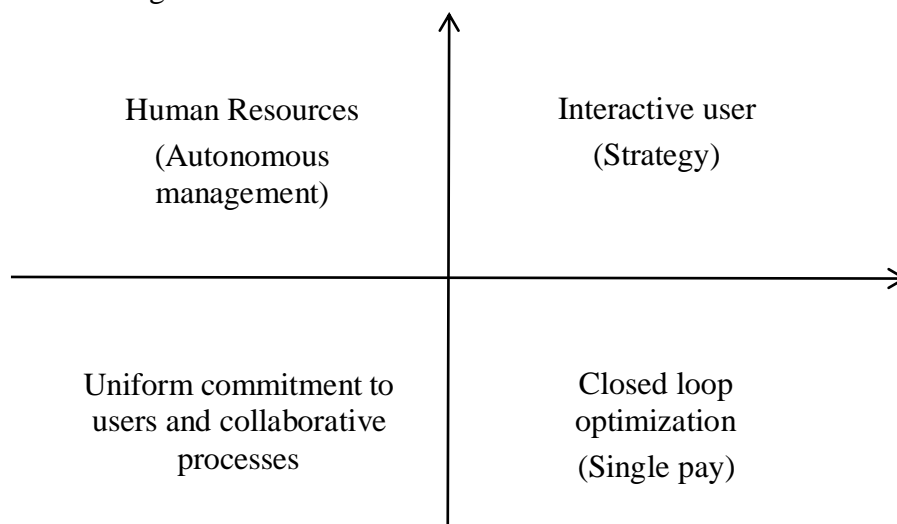 Human Resources
(Autonomous
management)
Interactive user
(Strategy)
Uniform commitment to
users and collaborative
processes
Closed loop
optimization
(Single pay)